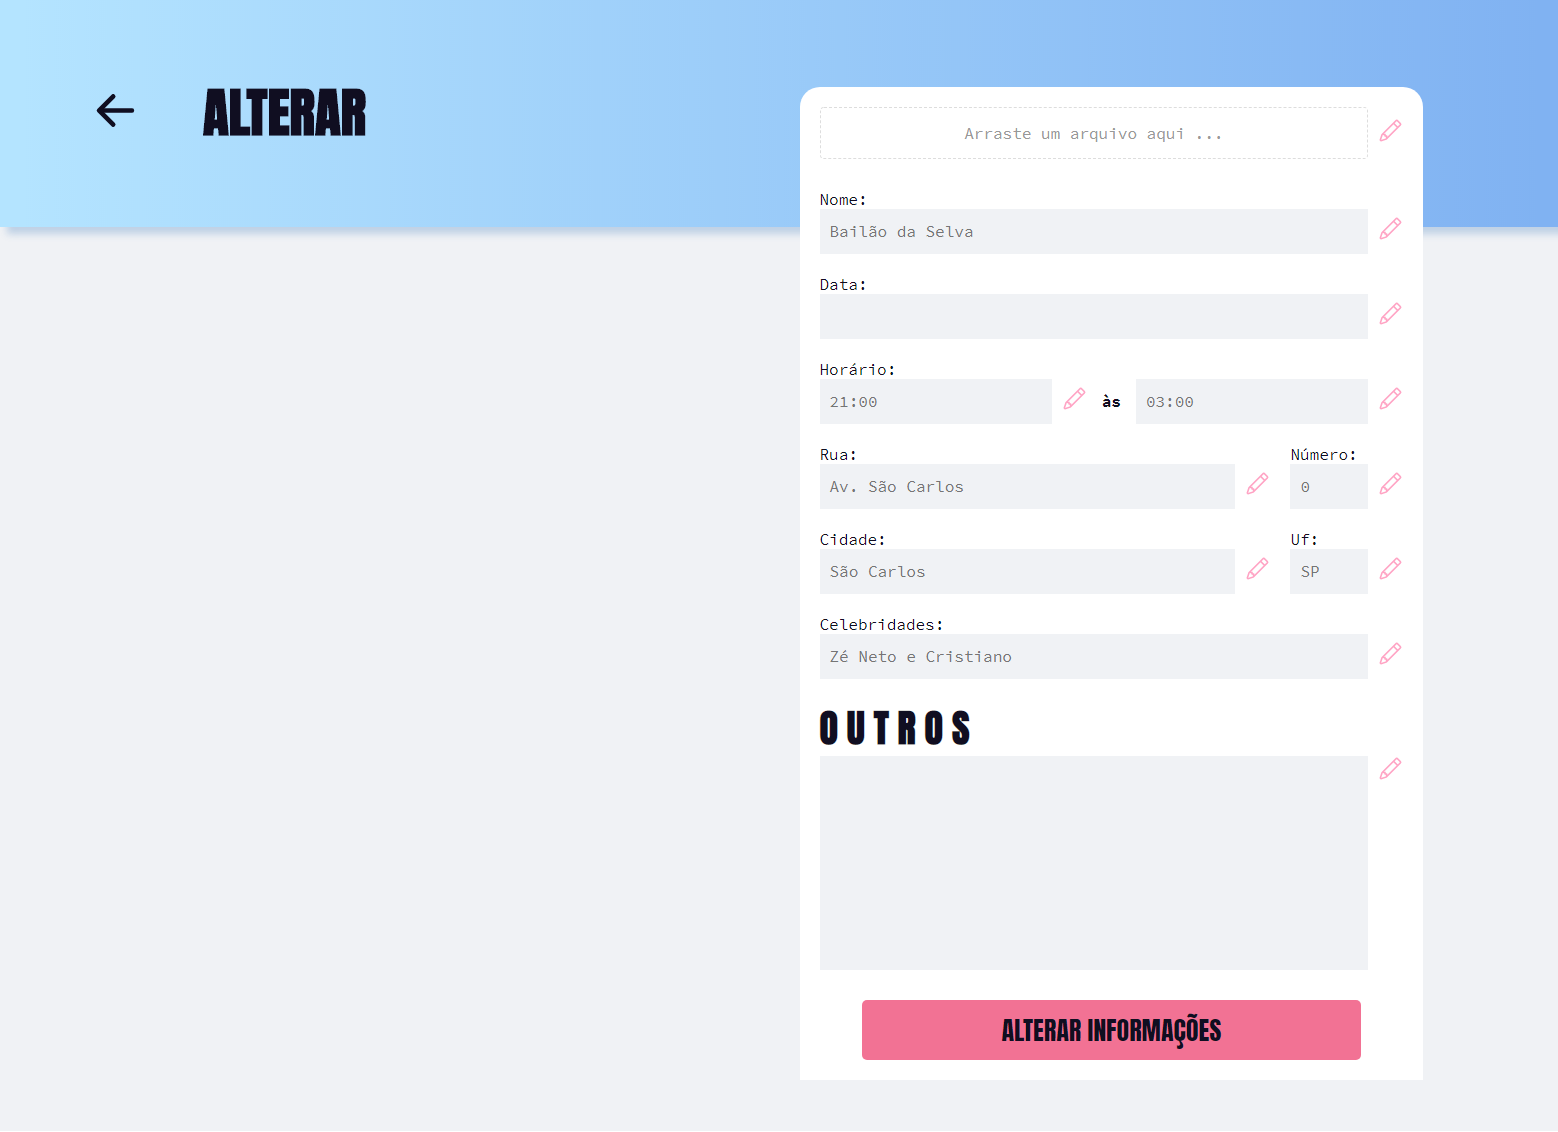 ALTERAR
Arraste um arquivo aqui ...
Nome:
Bailão da Selva
Data:
Horário:
21:00 às 03:00
Rua: Número:
Av. São Carlos 0
Cidade: Uf:
São Carlos SP
Celebridades:
Zé Neto e Cristiano
OUTROS
ALTERAR INFORMAÇÕES